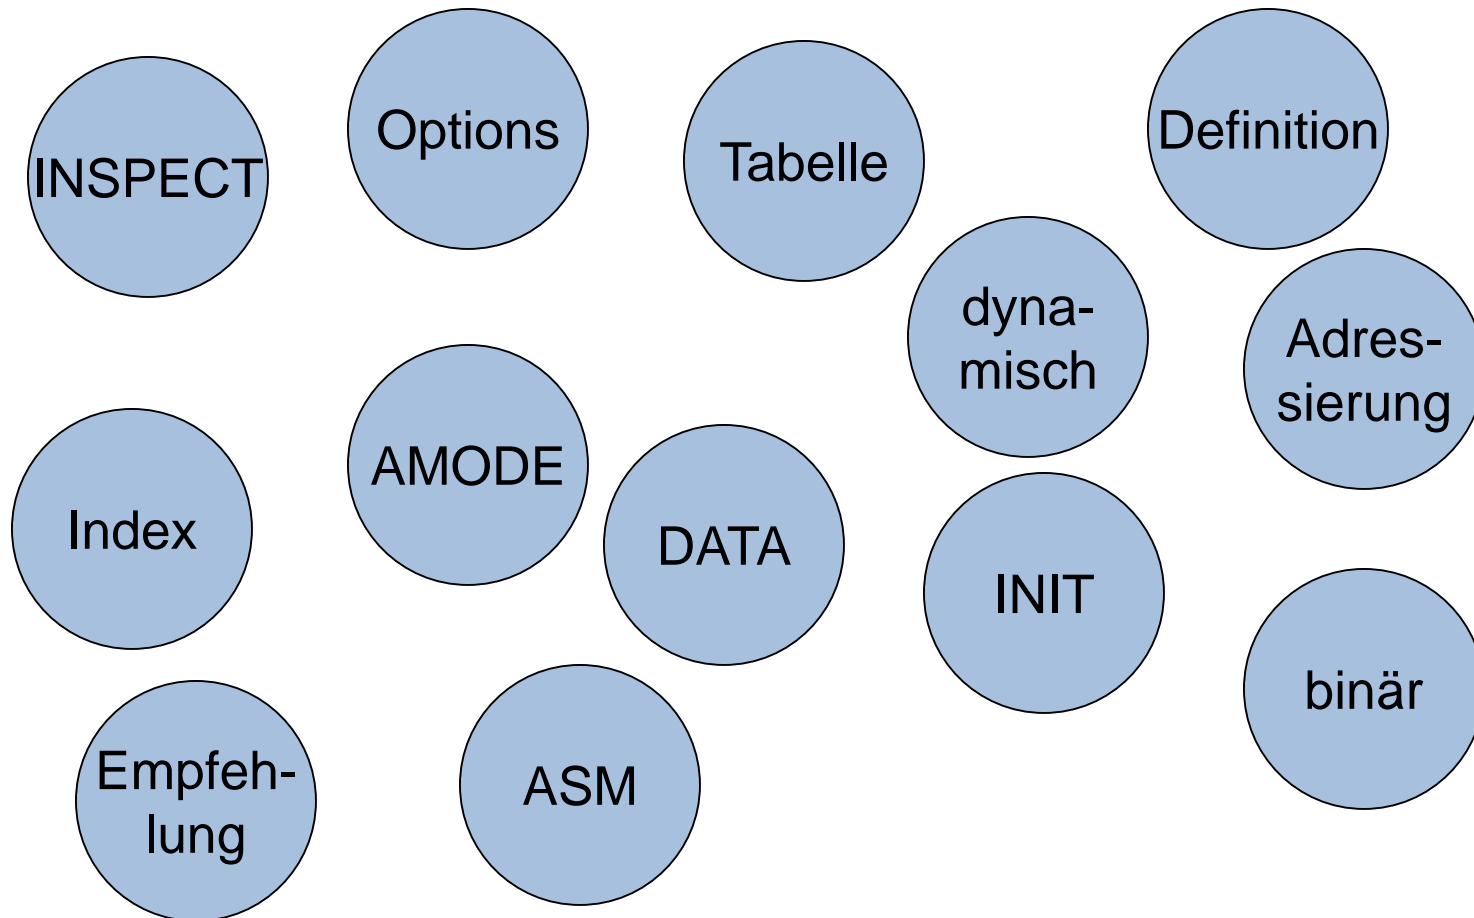 INSPECT
Options
Tabelle
Definition
dyna-
misch
Adres-
sierung
Index
AMODE
DATA
INIT
binär
Empfeh-
lung
ASM